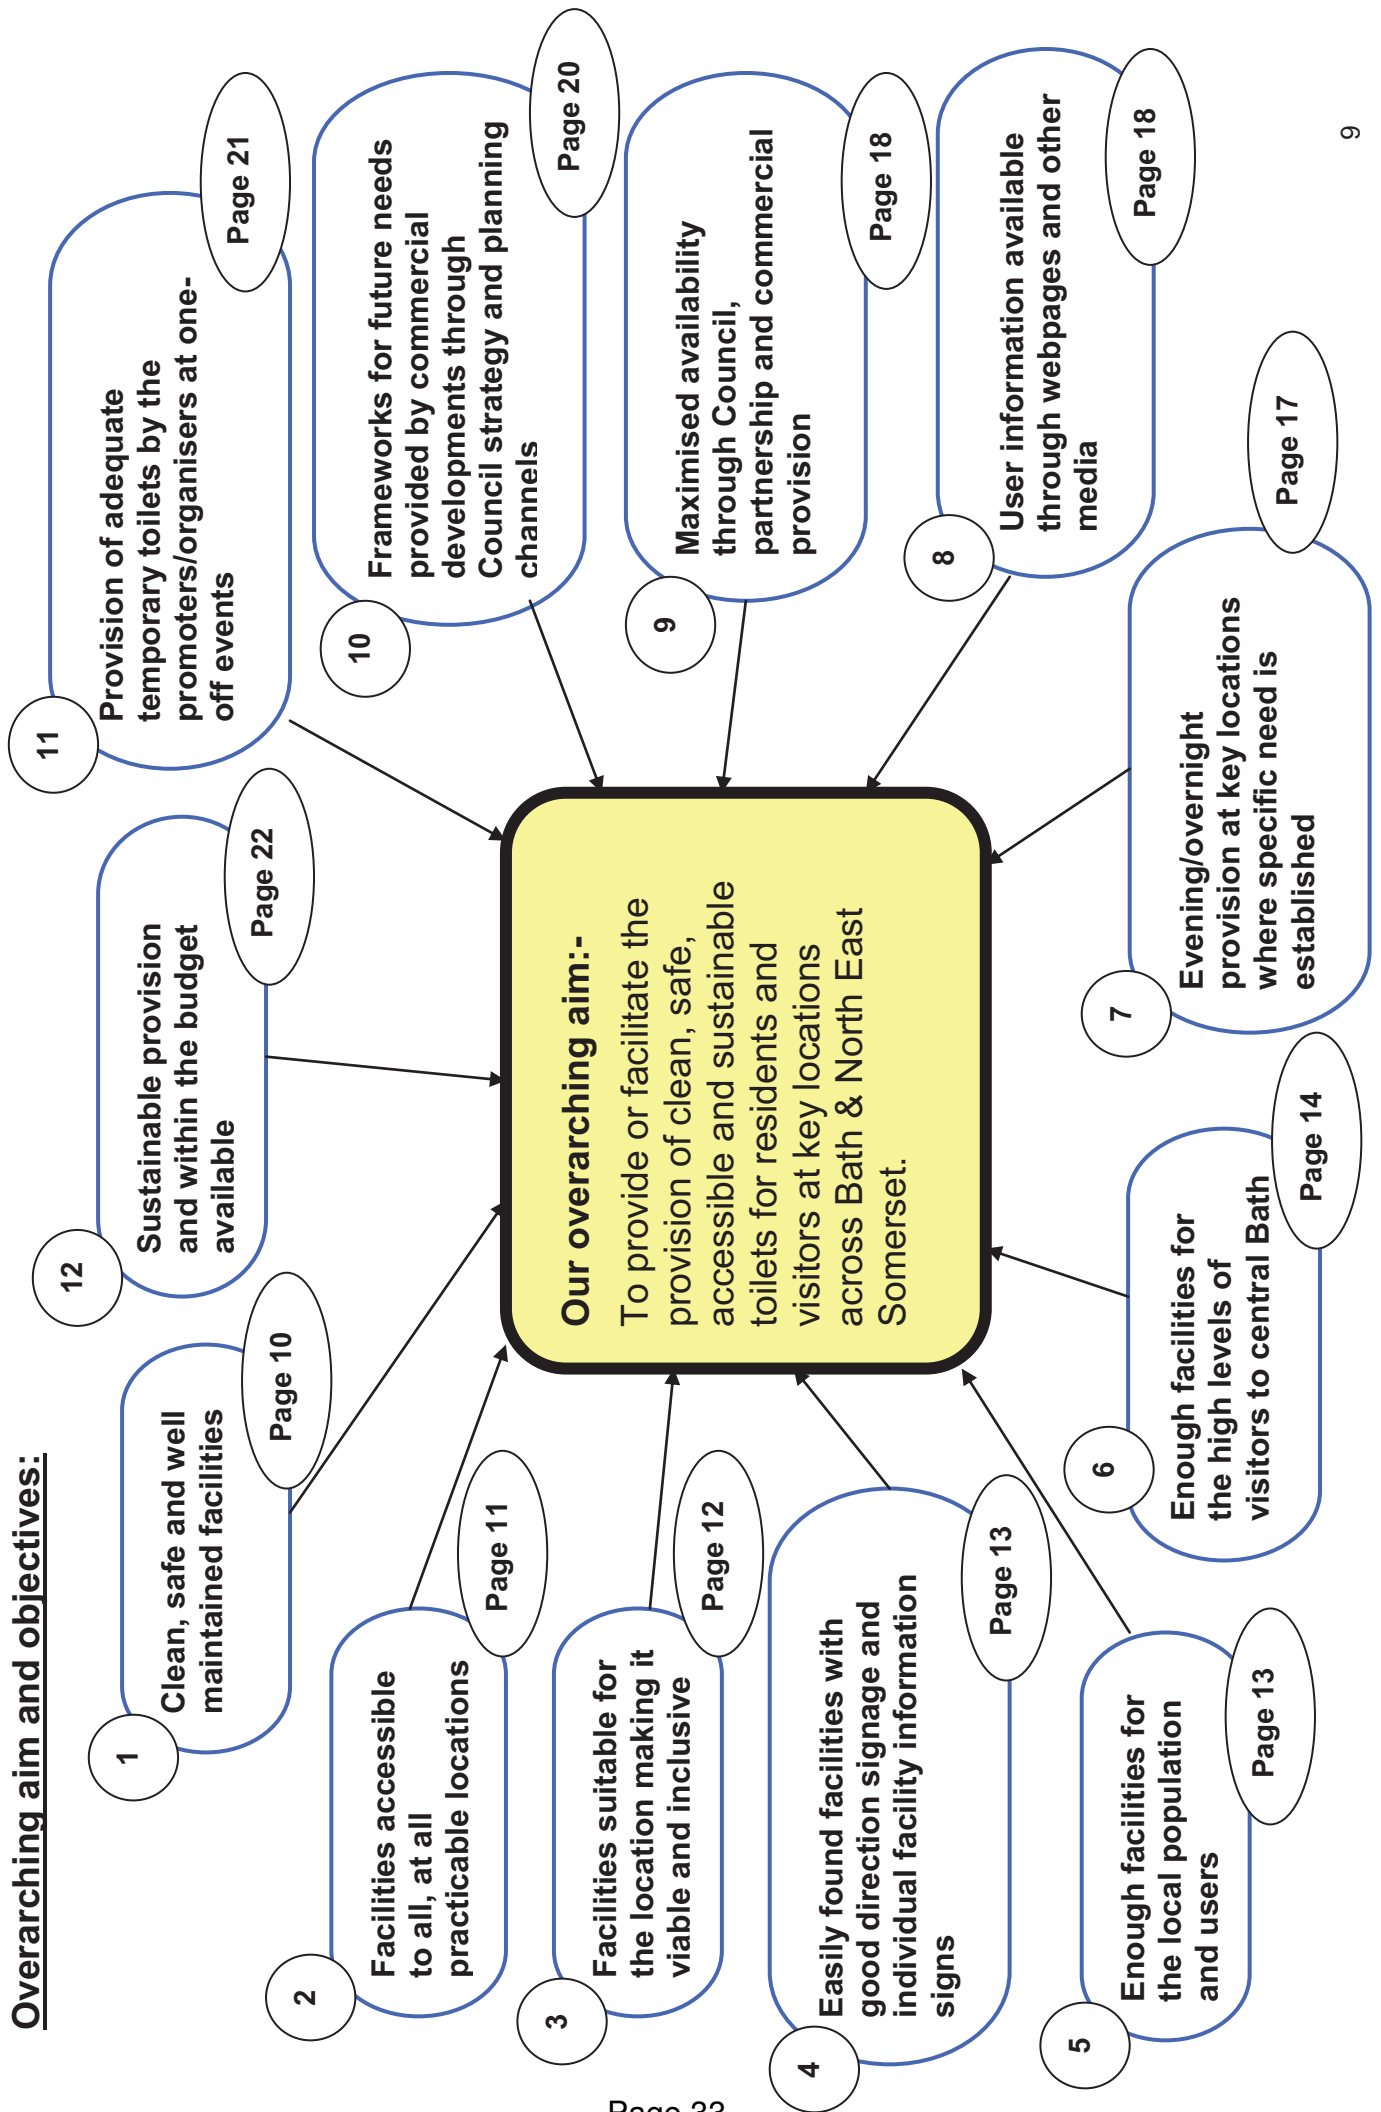 Overarching aim and objectives:
1
Clean, safe and well
maintained facilities
Page 10
2
Facilities accessible
to all, at all
practicable locations
Page 11
3
Facilities suitable for
the location making it
viable and inclusive
Page 12
4
Easily found facilities with
good direction signage and
individual facility information
signs
Page 13
5
Enough facilities for
the local population
and users
Page 13
6
Enough facilities for
the high levels of
visitors to central Bath
Page 14
7
Evening/overnight
provision at key locations
where specific need is
established
Page 17
8
User information available
through webpages and other
media
Page 18
9
Maximised availability
through Council,
partnership and commercial
provision
Page 18
10
Frameworks for future needs
provided by commercial
developments through
Council strategy and planning
channels
Page 20
11
Provision of adequate
temporary toilets by the
promoters/organisers at one-
off events
Page 21
12
Sustainable provision
and within the budget
available
Page 22
Our overarching aim:-
To provide or facilitate the
provision of clean, safe,
accessible and sustainable
toilets for residents and
visitors at key locations
across Bath & North East
Somerset.
9
Page 33